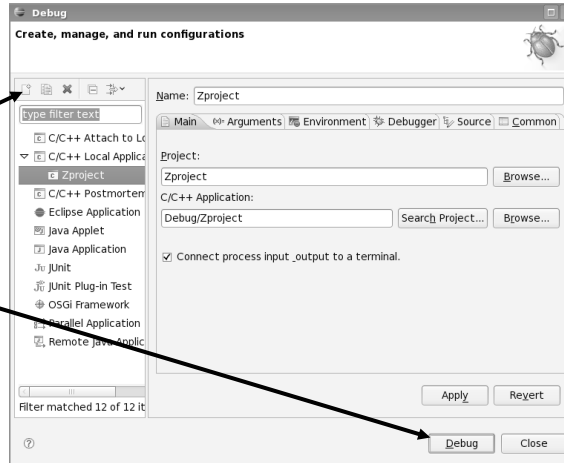 Debug
Create, manage, and run configurations
type filter text
C/C++ Attach to Lo
C/C++ Local Applica
Zproject
C/C++ Postmortem
Eclipse Application
Java Applet
Java Application
Ju JUnit
JUnit Plug-in Test
OSGi Framework
Parallel Application
Remote Java Applic
Filter matched 12 of 12 it
Name: Zproject
Main (x)= Arguments Environment Debugger Source Common
Project:
Zproject Browse...
C/C++ Application:
Debug/Zproject Search Project... Browse...
Connect process input _output to a terminal.
Apply Revert
Debug Close